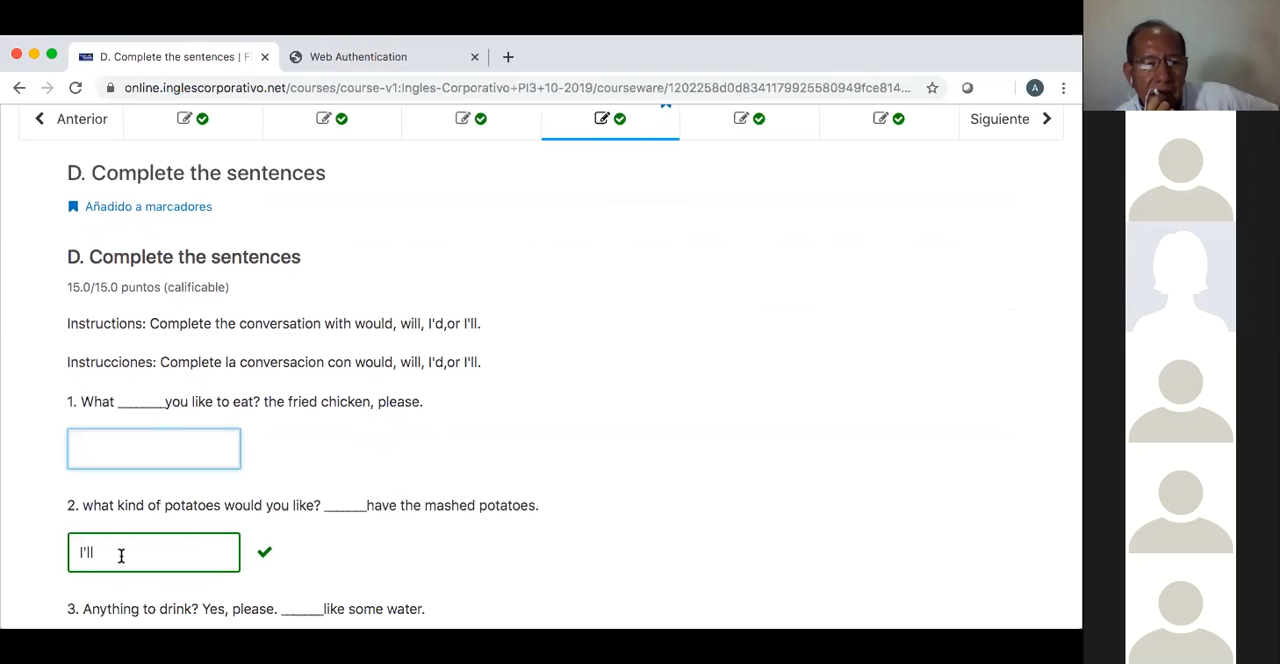 D. Complete the sentences | F
Web Authentication
online.inglescorporativo.net/courses/course-v1:Ingles-Corporativo+PI3+10-2019/courseware/1202258d0d8341179925580949fce814...
A
Anterior
Siguiente
D. Complete the sentences
Añadido a marcadores
D. Complete the sentences
15.0/15.0 puntos (calificable)
Instructions: Complete the conversation with would, will, I'd,or I'll.
Instrucciones: Complete la conversacion con would, will, I'd,or I'll.
1. What _______you like to eat? the fried chicken, please.
2. what kind of potatoes would you like? ______have the mashed potatoes.
I'll
3. Anything to drink? Yes, please. ______like some water.